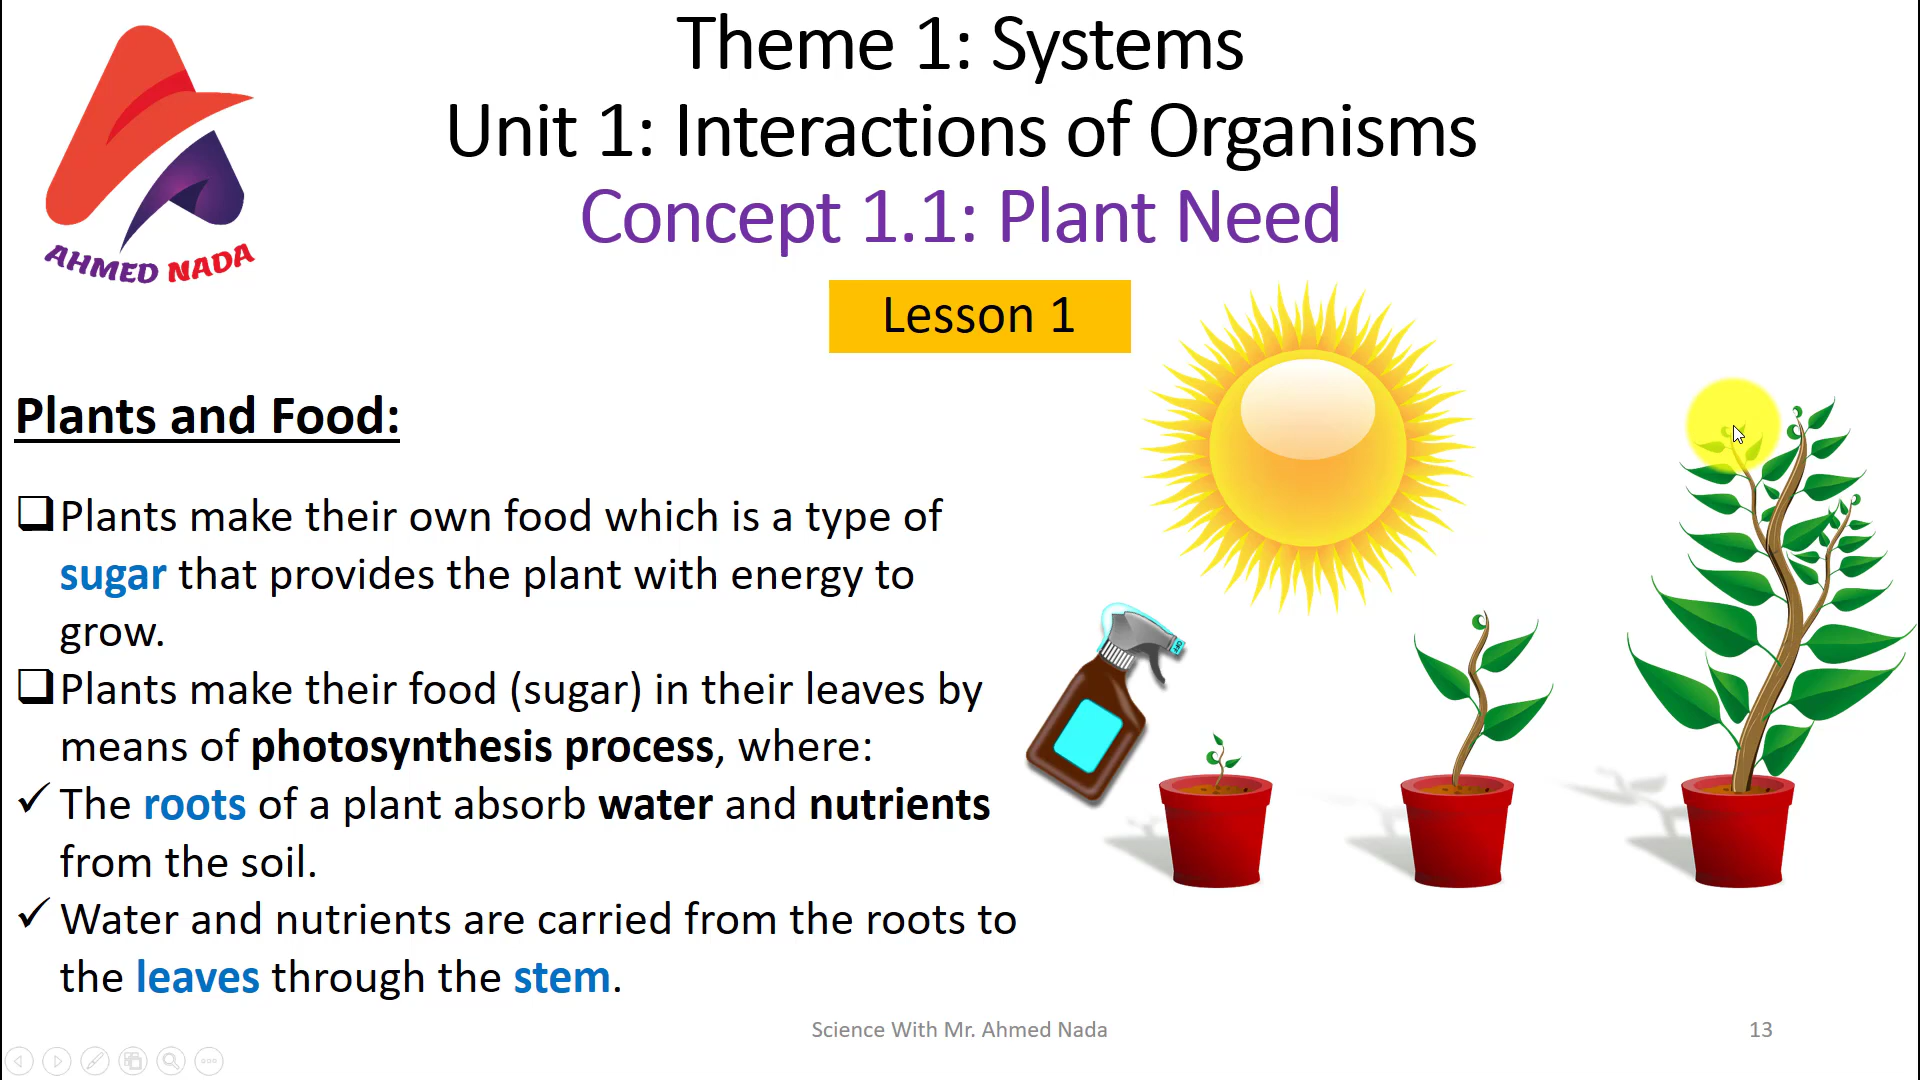 Theme 1: Systems
Unit 1: Interactions of Organisms
Concept 1.1: Plant Need
AHMED NADA
Lesson 1
Plants and Food:
Plants make their own food which is a type of
sugar that provides the plant with energy to
grow.
Plants make their food (sugar) in their leaves by
means of photosynthesis process, where:
The roots of a plant absorb water and nutrients
from the soil.
Water and nutrients are carried from the roots to
the leaves through the stem.
Science With Mr. Ahmed Nada
13